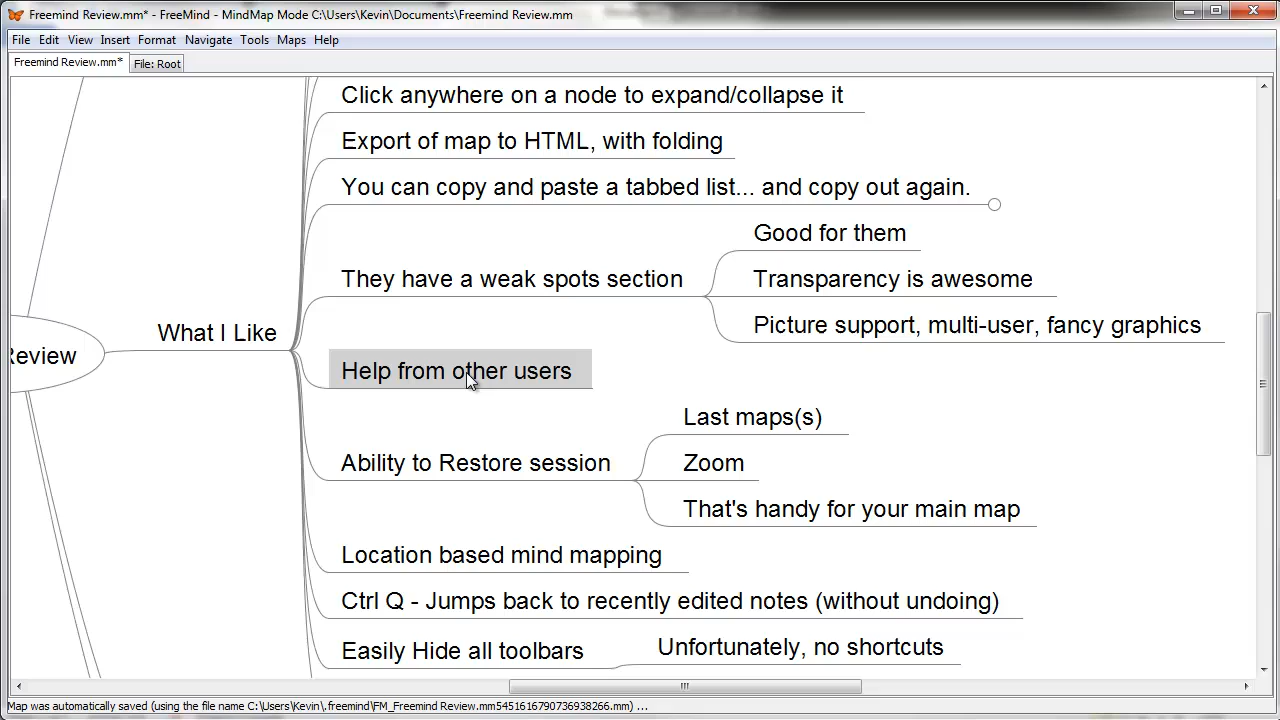 Freemind Review.mm* - FreeMind - MindMap Mode C:\Users\Kevin\Documents\Freemind Review.mm
File Edit View Insert Format Navigate Tools Maps Help
Freemind Review.mm* File: Root
Click anywhere on a node to expand/collapse it
Export of map to HTML, with folding
You can copy and paste a tabbed list... and copy out again.
Good for them
They have a weak spots section
Transparency is awesome
Picture support, multi-user, fancy graphics
What I Like
Review
Help from other users
Last maps(s)
Ability to Restore session
Zoom
That's handy for your main map
Location based mind mapping
Ctrl Q - Jumps back to recently edited notes (without undoing)
Easily Hide all toolbars
Unfortunately, no shortcuts
Map was automatically saved (using the file name C:\Users\Kevin\.freemind\FM_Freemind Review.mm5451616790736938266.mm) ...